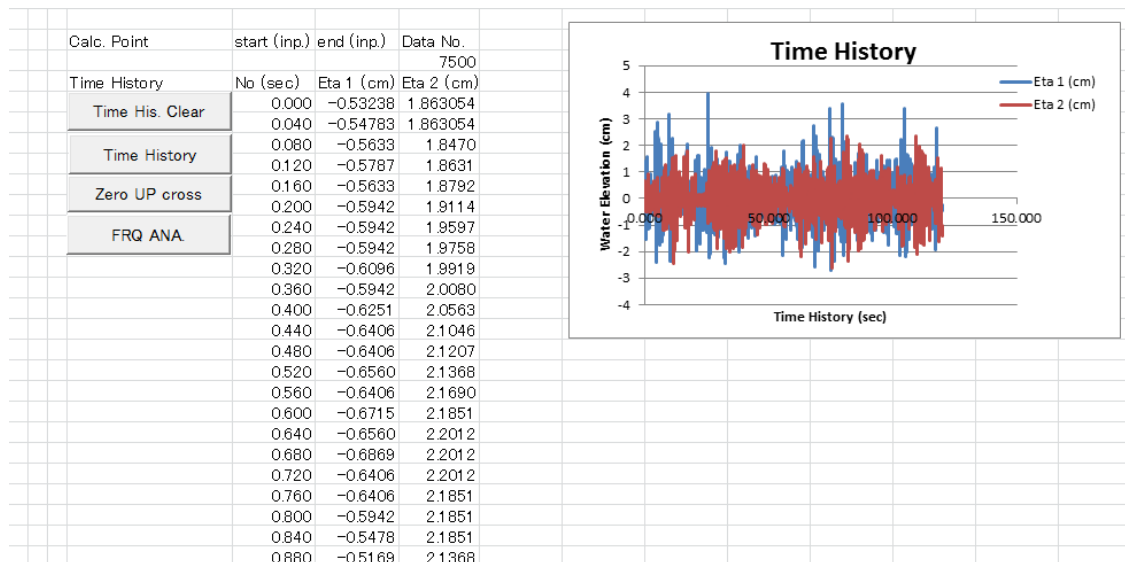 Calc. Point start (inp.) end (inp.) Data No.
7500
Time History No (sec) Eta 1 (cm) Eta 2 (cm)
Time His. Clear
Time History
Zero UP cross
FRQ ANA.
0.000 -0.53238 1.863054
0.040 -0.54783 1.863054
0.080 -0.5633 1.8470
0.120 -0.5787 1.8631
0.160 -0.5633 1.8792
0.200 -0.5942 1.9114
0.240 -0.5942 1.9597
0.280 -0.5942 1.9758
0.320 -0.6096 1.9919
0.360 -0.5942 2.0080
0.400 -0.6251 2.0563
0.440 -0.6406 2.1046
0.480 -0.6406 2.1207
0.520 -0.6560 2.1368
0.560 -0.6406 2.1690
0.600 -0.6715 2.1851
0.640 -0.6560 2.2012
0.680 -0.6869 2.2012
0.720 -0.6406 2.2012
0.760 -0.6406 2.1851
0.800 -0.5942 2.1851
0.840 -0.5478 2.1851
0.880 -0.5169 2.1368
Time History
Eta 1 (cm)
Eta 2 (cm)
Water Elevation (cm)
5
4
3
2
1
0
-1
-2
-3
-4
0.000 50.000 100.000 150.000
Time History (sec)